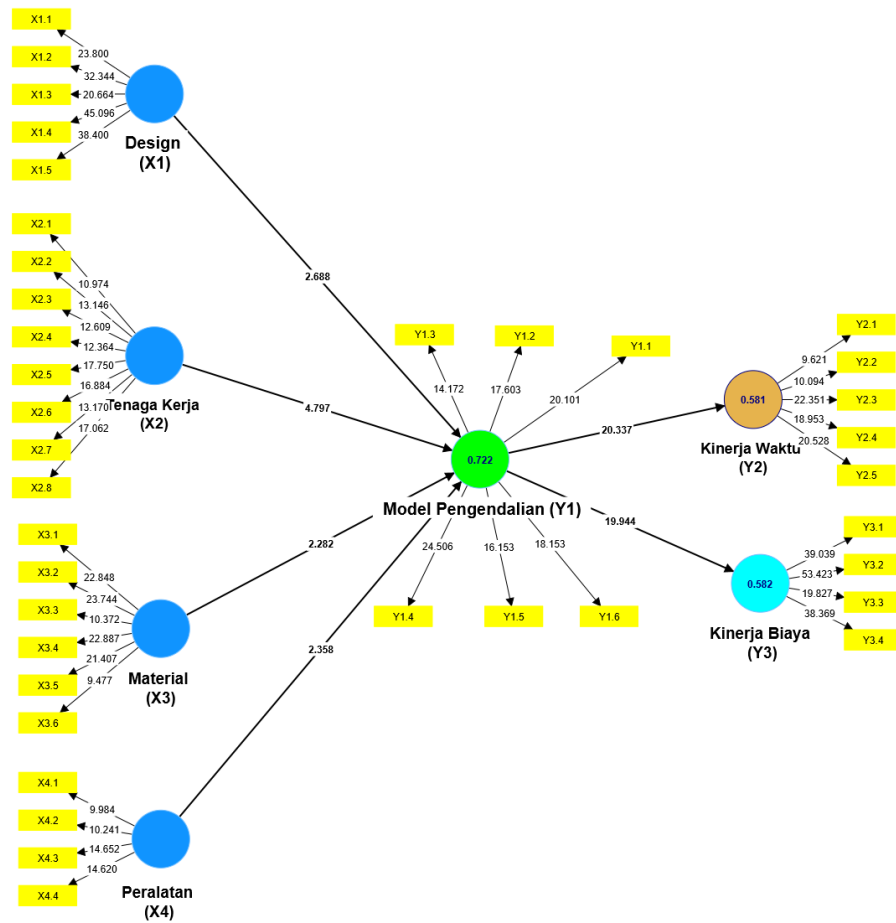 X1.1
X1.2
X1.3
X1.4
X1.5
23.800
32.344
20.664
45.096
38.400
Design
(X1)
X2.1
X2.2
X2.3
X2.4
X2.5
X2.6
X2.7
X2.8
10.974
13.146
12.609
12.364
17.750
16.884
13.170
17.062
Tenaga Kerja
(X2)
X3.1
X3.2
X3.3
X3.4
X3.5
X3.6
22.848
23.744
10.372
22.887
21.407
9.477
Material
(X3)
X4.1
X4.2
X4.3
X4.4
9.984
10.241
14.652
14.620
Peralatan
(X4)
2.688
4.797
2.282
2.358
Y1.3
Y1.2
Y1.1
14.172
17.603
20.101
0.722
Model Pengendalian (Y1)
24.506
16.153
18.153
Y1.4
Y1.5
Y1.6
20.337
19.944
0.581
Kinerja Waktu
(Y2)
9.621
10.094
22.351
18.953
20.528
Y2.1
Y2.2
Y2.3
Y2.4
Y2.5
0.582
Kinerja Biaya
(Y3)
39.039
53.423
19.827
38.369
Y3.1
Y3.2
Y3.3
Y3.4